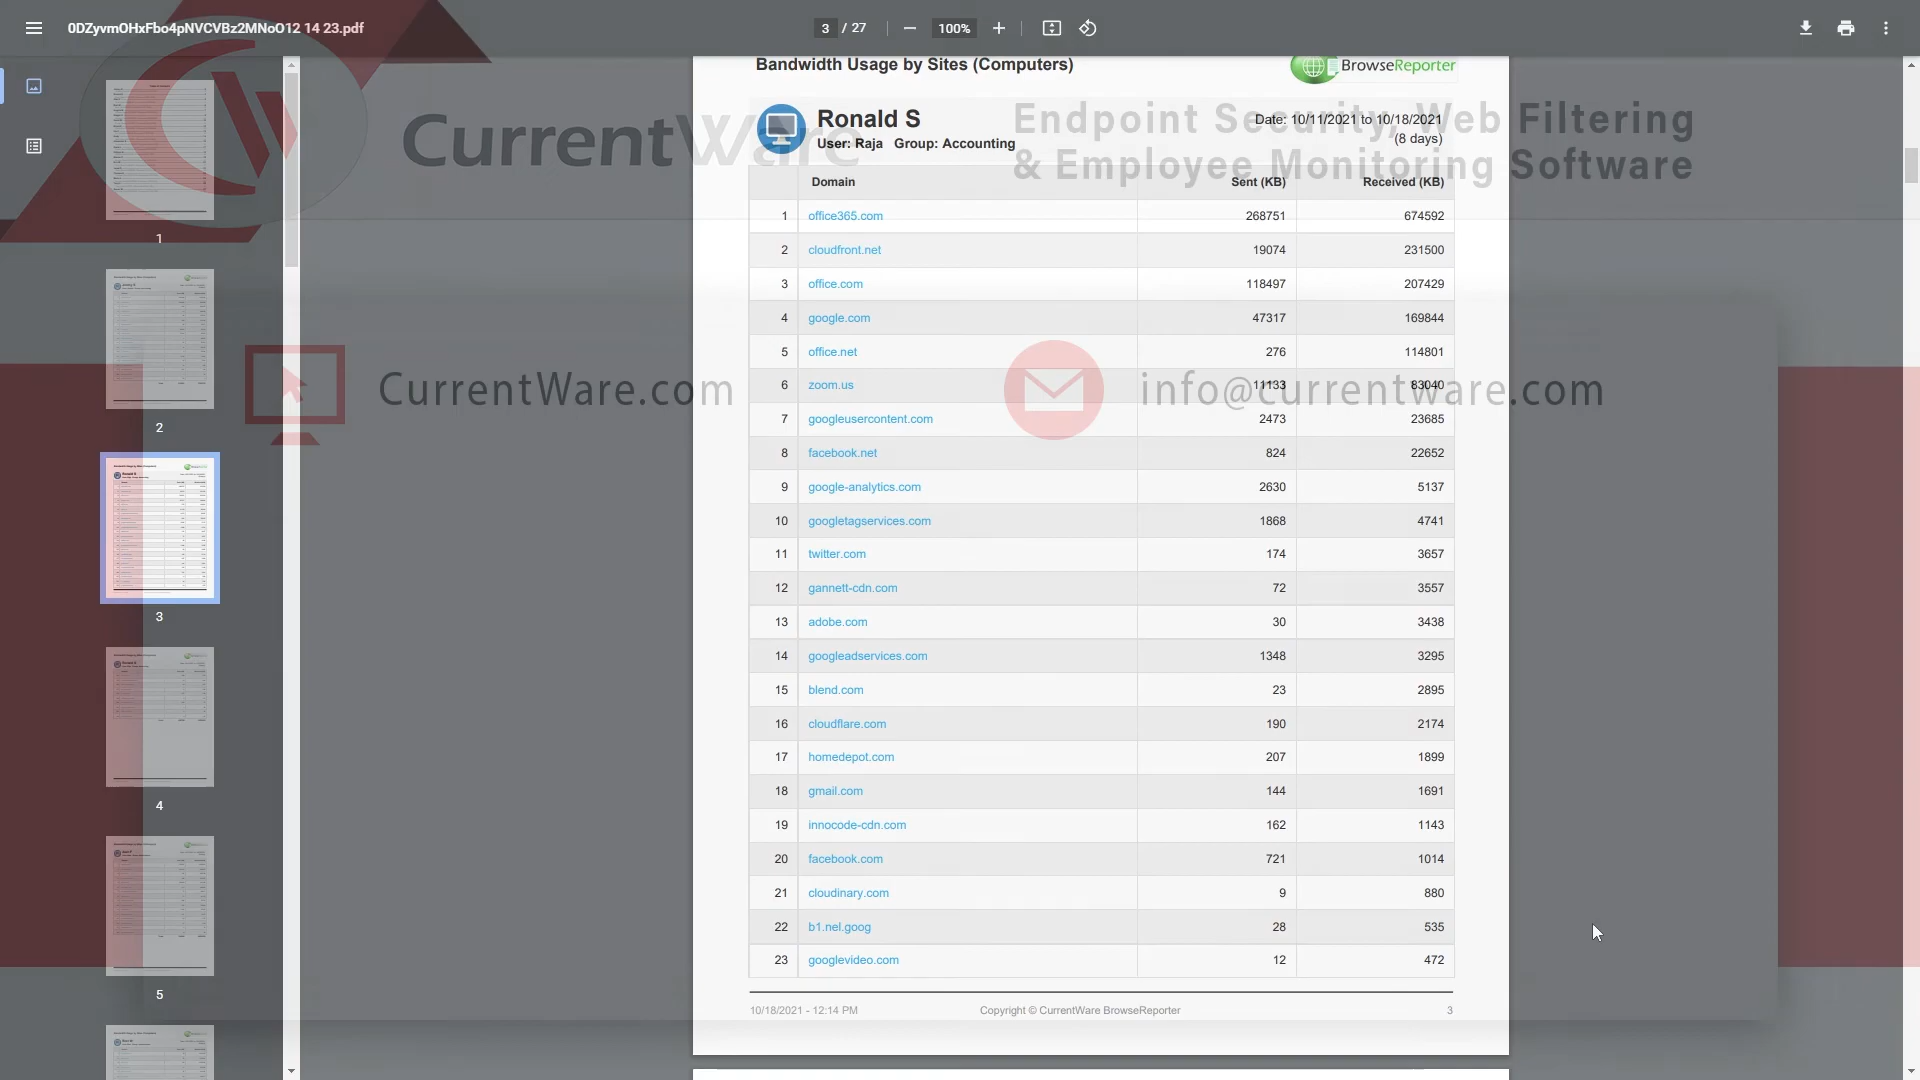 0DZyvmOHxFbo4pNVCVBz2MNoO12 14 23.pdf
3 / 27
100%
1
2
3
4
5
CurrentWare
Endpoint Security, Web Filtering
& Employee Monitoring Software
CurrentWare.com
info@currentware.com
Bandwidth Usage by Sites (Computers)
BrowseReporter
Ronald S
User: Raja Group: Accounting
Date: 10/11/2021 to 10/18/2021
(8 days)
Domain Sent (KB) Received (KB)
1 office365.com 268751 674592
2 cloudfront.net 19074 231500
3 office.com 118497 207429
4 google.com 47317 169844
5 office.net 276 114801
6 zoom.us 11133 83040
7 googleusercontent.com 2473 23685
8 facebook.net 824 22652
9 google-analytics.com 2630 5137
10 googletagservices.com 1868 4741
11 twitter.com 174 3657
12 gannett-cdn.com 72 3557
13 adobe.com 30 3438
14 googleadservices.com 1348 3295
15 blend.com 23 2895
16 cloudflare.com 190 2174
17 homedepot.com 207 1899
18 gmail.com 144 1691
19 innocode-cdn.com 162 1143
20 facebook.com 721 1014
21 cloudinary.com 9 880
22 b1.nel.goog 28 535
23 googlevideo.com 12 472
10/18/2021 - 12:14 PM Copyright © CurrentWare BrowseReporter 3